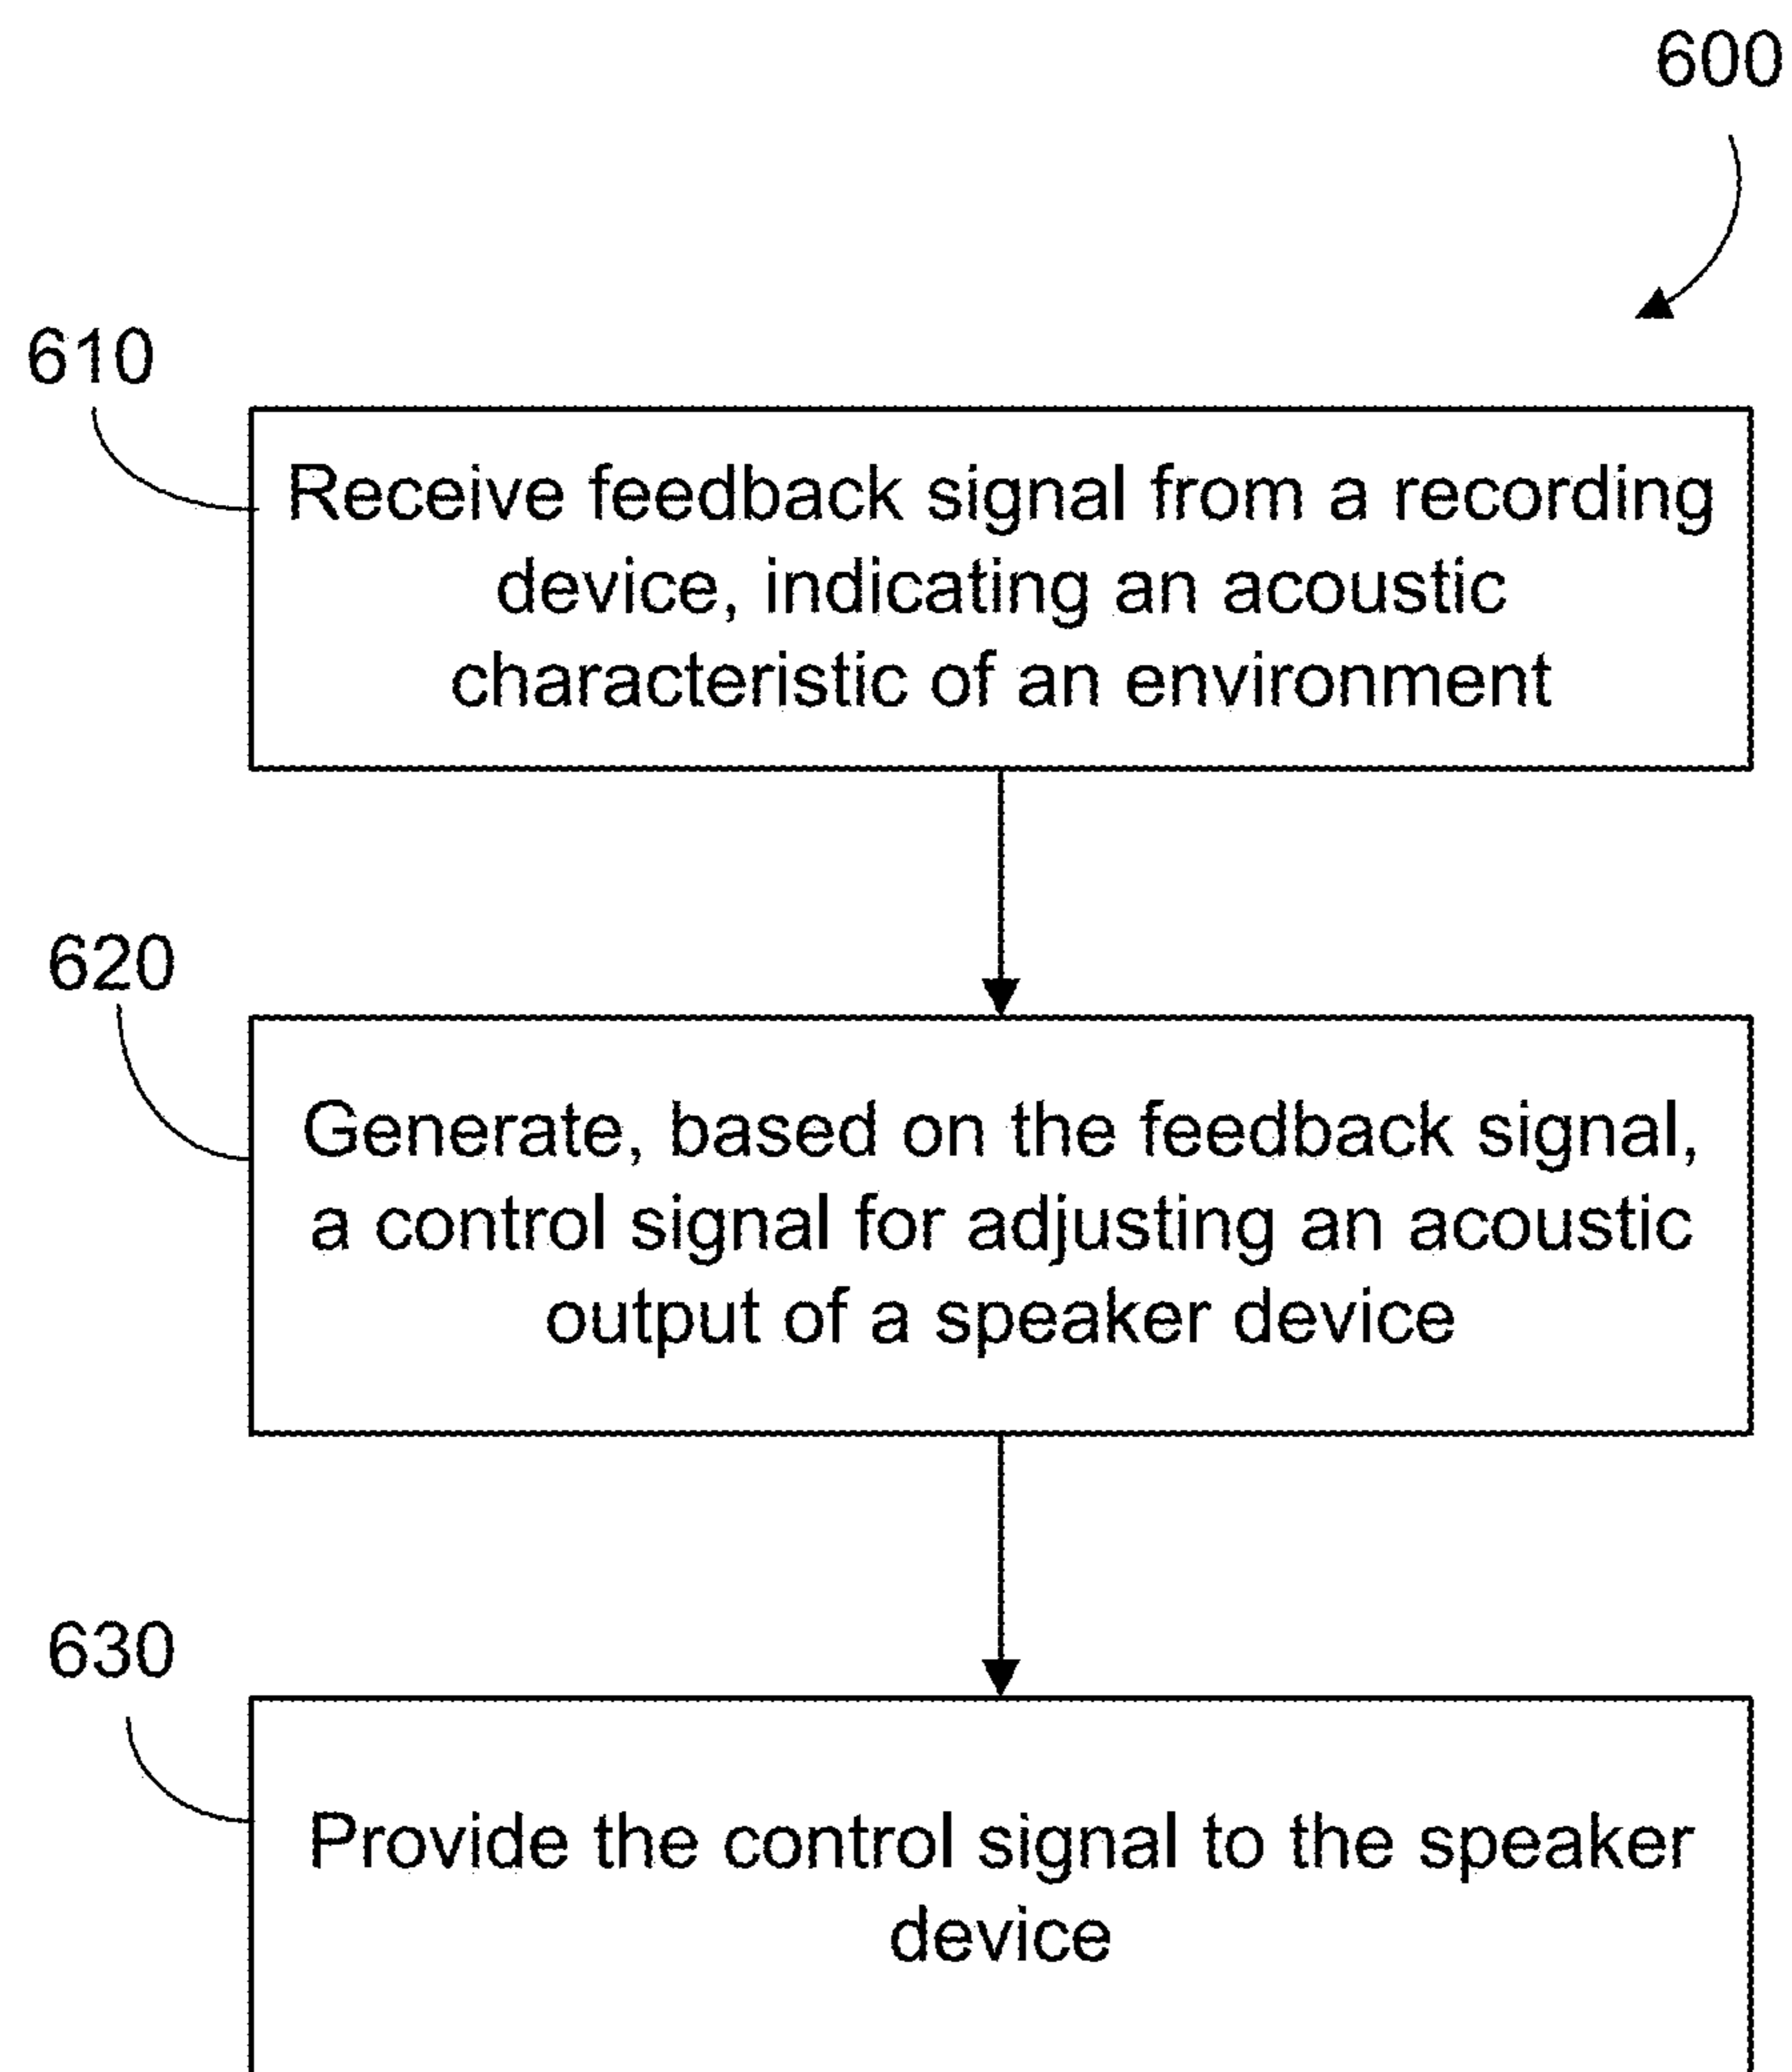 600
610
Receive feedback signal from a recording
device, indicating an acoustic
characteristic of an environment
620
Generate, based on the feedback signal,
a control signal for adjusting an acoustic
output of a speaker device
630
Provide the control signal to the speaker
device